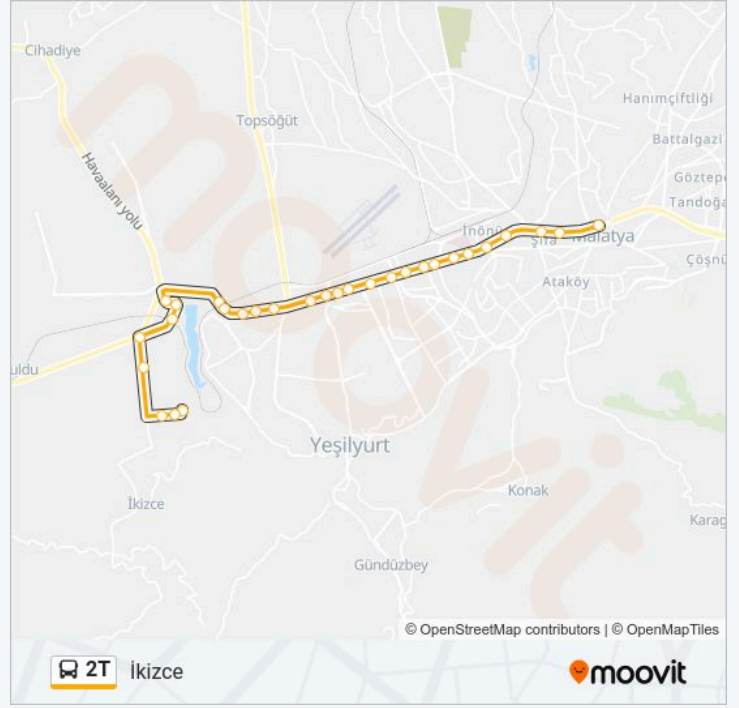 Cihadiye
Hanımçiftliği
Topsöğüt
Battalgazi
Havaalanı yolu
Göztepe
Tandoğa
İnönü
Şifa
Malatya
Çöşnü
Ataköy
uldu
Yeşilyurt
Konak
İkizce
Karag
Gündüzbey
moovit
© OpenStreetMap contributors | © OpenMapTiles
2T İkizce
moovit